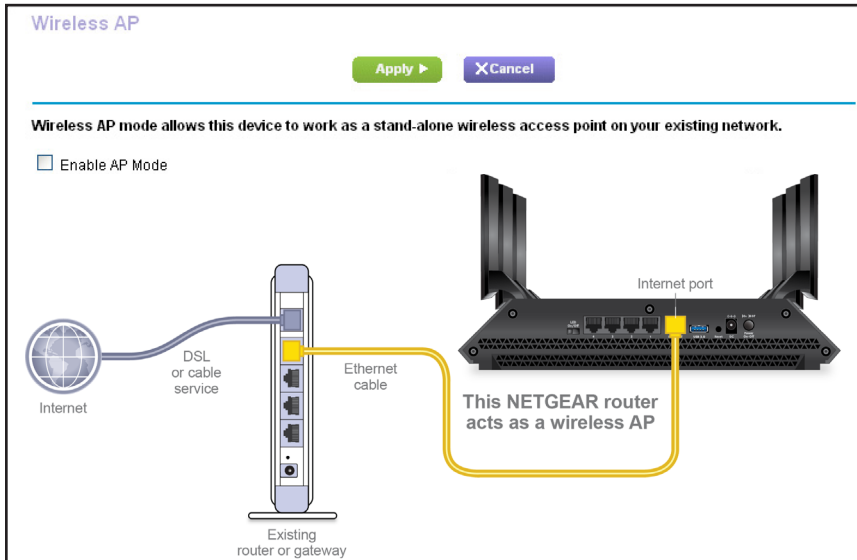 Wireless AP
Apply
Cancel
Wireless AP mode allows this device to work as a stand-alone wireless access point on your existing network.
Enable AP Mode
Internet port
DSL
or cable
service
Ethernet
cable
Internet
This NETGEAR router
acts as a wireless AP
Existing
router or gateway